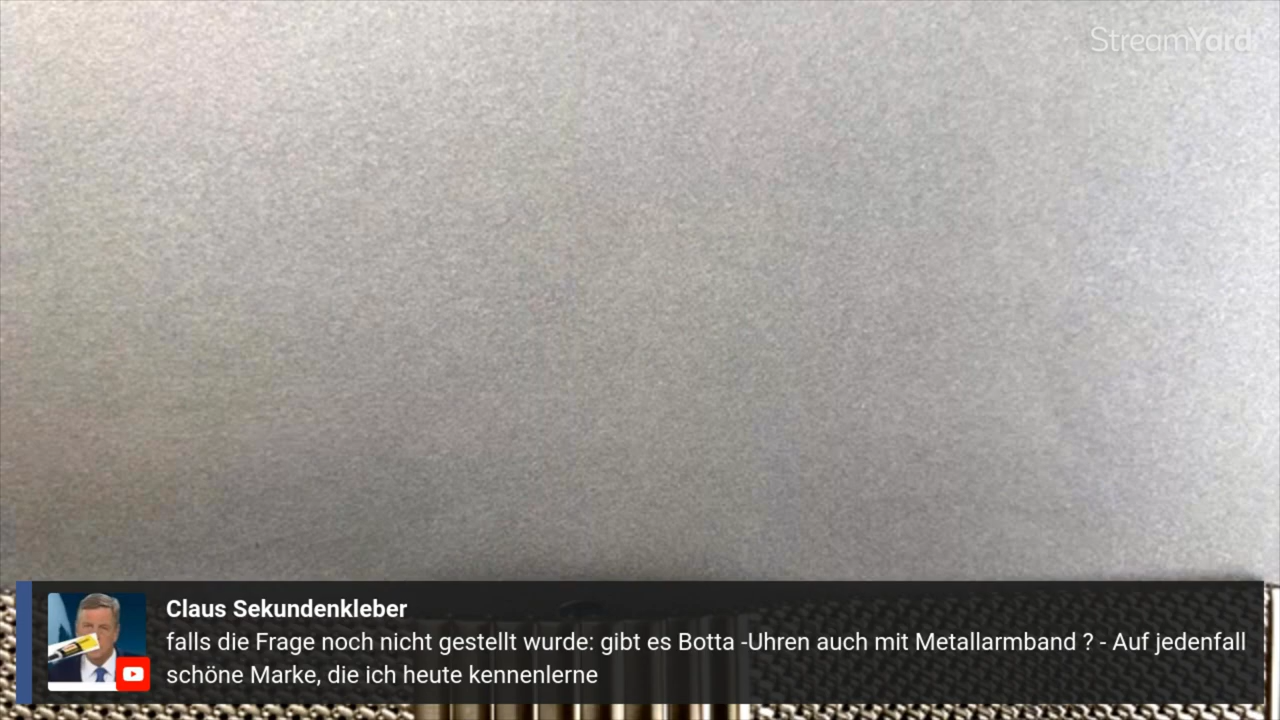 StreamYard
Claus Sekundenkleber
falls die Frage noch nicht gestellt wurde: gibt es Botta -Uhren auch mit Metallarmband ? - Auf jedenfall
schöne Marke, die ich heute kennenlerne